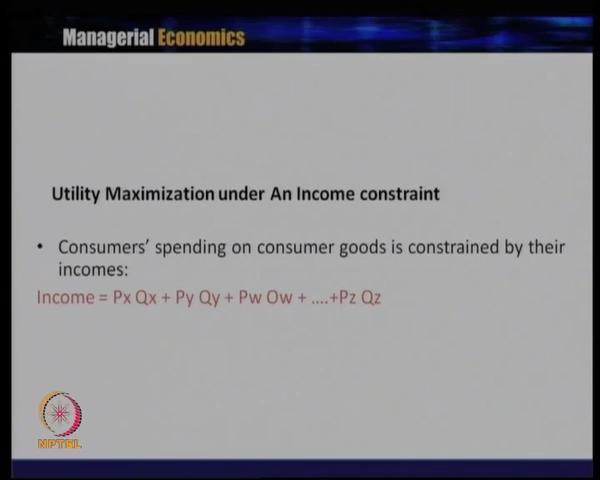 Managerial Economics
Utility Maximization under An Income constraint
• Consumers' spending on consumer goods is constrained by their
incomes:
Income = Px Qx + Py Qy + Pw Ow + ....+Pz Qz
NPTEL